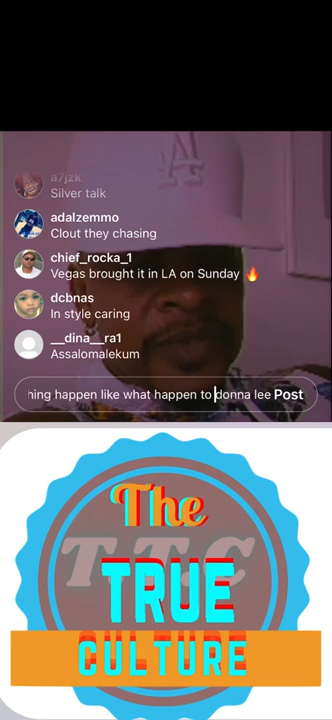 a7jzk
Silver talk
adalzemmo
Clout they chasing
chief_rocka_1
Vegas brought it in LA on Sunday 🔥
dcbnas
In style caring
__dina__ra1
Assalomalekum
hing happen like what happen to donna lee Post
The
T.T.C
TRUE
CULTURE